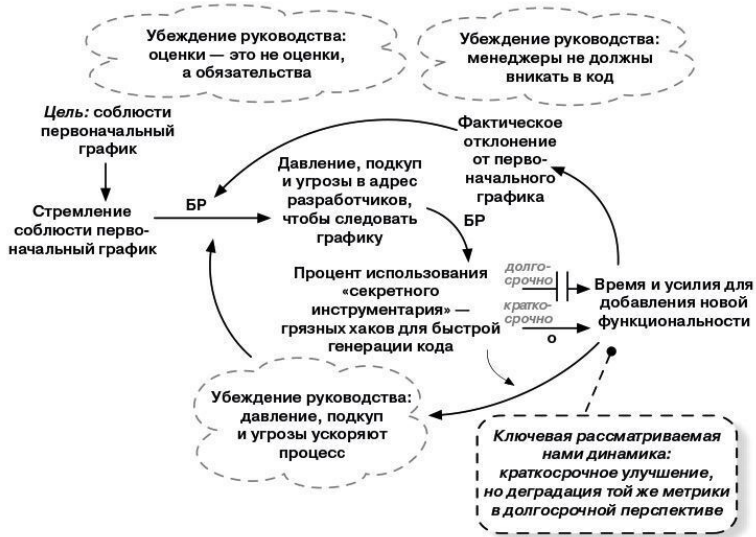 Убеждение руководства:
оценки — это не оценки,
а обязательства
Убеждение руководства:
менеджеры не должны
вникать в код
Цель: соблюсти
первоначальный
график
Фактическое
отклонение
от перво-
начального
графика
Давление, подкуп
и угрозы в адрес
разработчиков,
чтобы следовать
графику
БР
БР
Стремление
соблюсти перво-
начальный график
Процент использования
«секретного
инструментария» —
грязных хаков для быстрой
генерации кода
долго-
срочно
кратко-
срочно
о
Время и усилия для
добавления новой
функциональности
Убеждение руководства:
давление, подкуп
и угрозы ускоряют
процесс
Ключевая рассматриваемая
нами динамика:
краткосрочное улучшение,
но деградация той же метрики
в долгосрочной перспективе